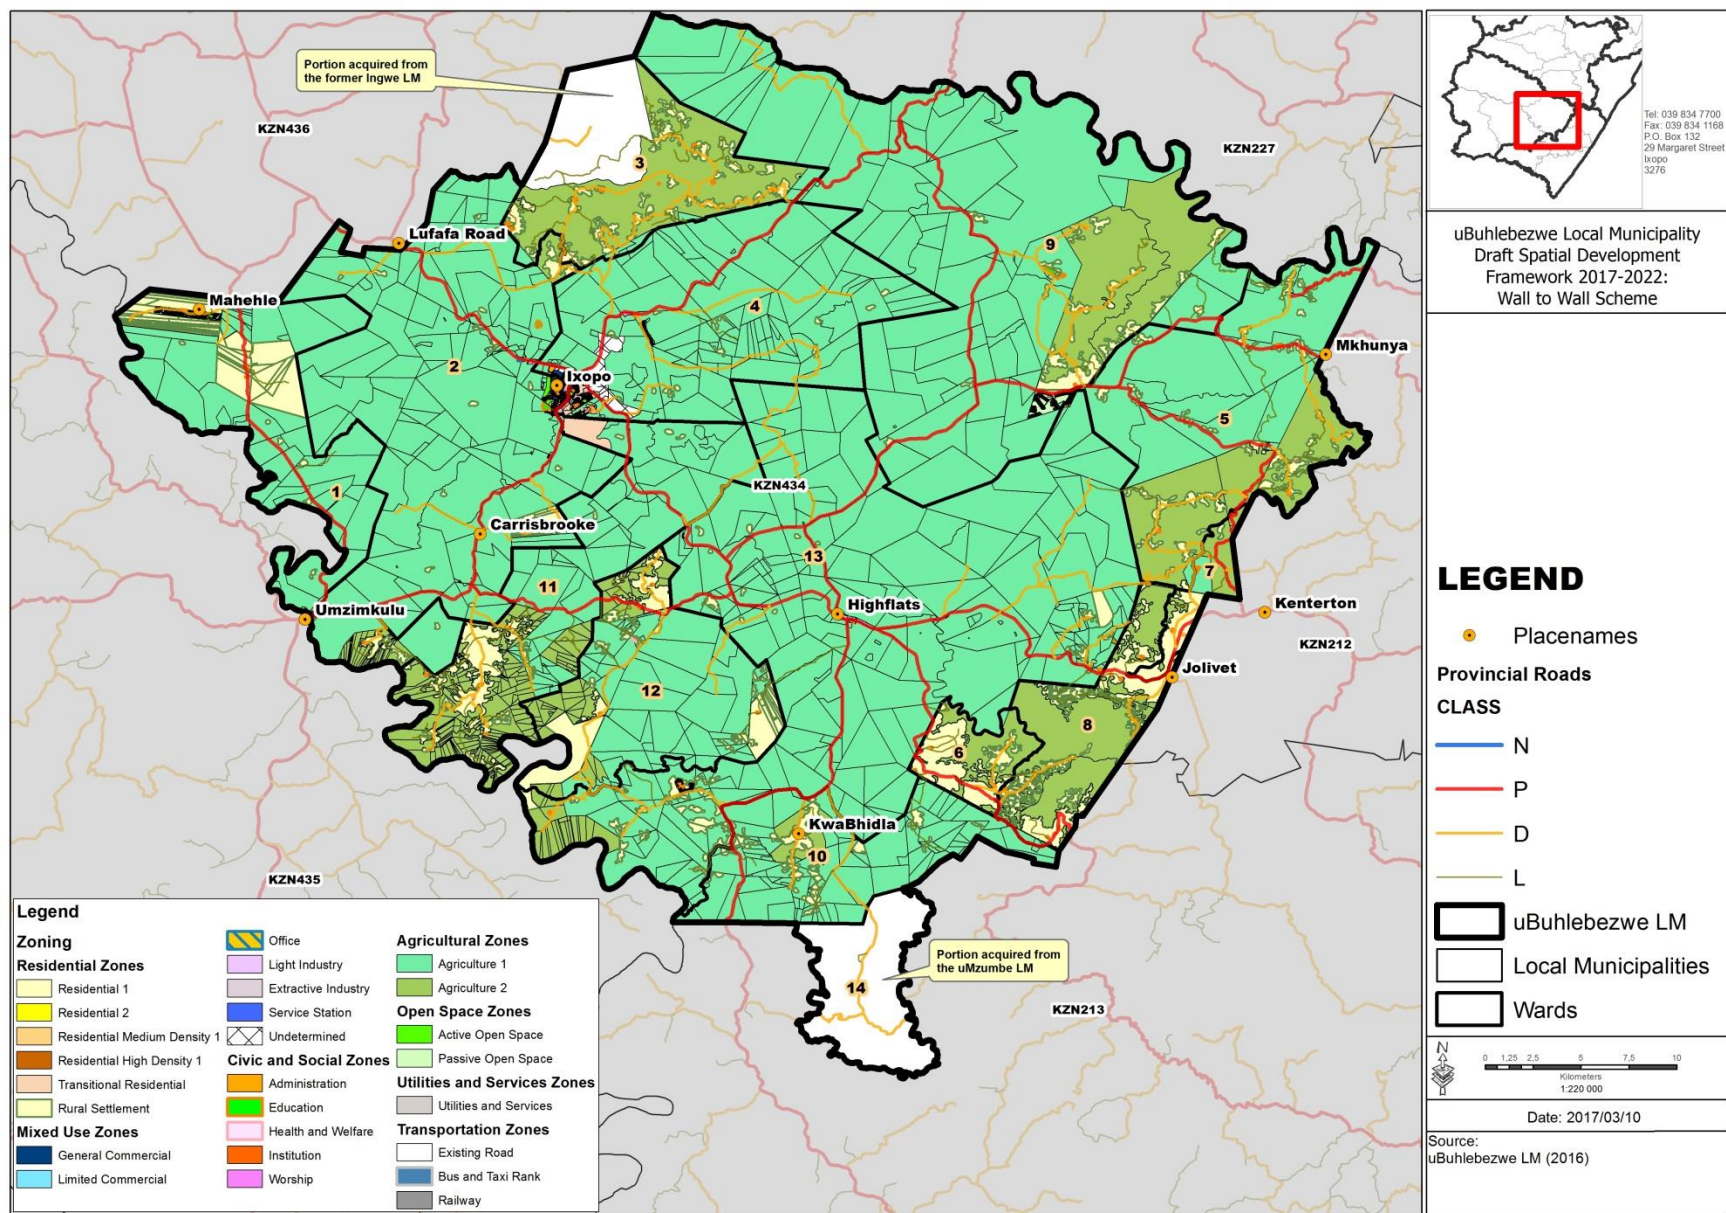 Portion acquired from
the former Ingwe LM
KZN436
KZN227
3
Lufafa Road
9
Mahehle
4
2
Mkhunya
Ixopo
5
KZN434
1
Carrisbrooke
13
11
7
Highflats
Kenterton
Umzimkulu
KZN212
Jolivet
12
8
6
KwaBhidla
10
KZN435
Portion acquired from
the uMzumbe LM
14
KZN213
Legend
Zoning
Residential Zones
Residential 1
Residential 2
Residential Medium Density 1
Residential High Density 1
Transitional Residential
Rural Settlement
Mixed Use Zones
General Commercial
Limited Commercial
Office
Light Industry
Extractive Industry
Service Station
Undetermined
Civic and Social Zones
Administration
Education
Health and Welfare
Institution
Worship
Agricultural Zones
Agriculture 1
Agriculture 2
Open Space Zones
Active Open Space
Passive Open Space
Utilities and Services Zones
Utilities and Services
Transportation Zones
Existing Road
Bus and Taxi Rank
Railway
Tel: 039 834 7700
Fax: 039 834 1168
P.O. Box 132
29 Margaret Street
Ixopo
3276
uBuhlebezwe Local Municipality
Draft Spatial Development
Framework 2017-2022:
Wall to Wall Scheme
LEGEND
Placenames
Provincial Roads
CLASS
N
P
D
L
uBuhlebezwe LM
Local Municipalities
Wards
N
0 1,25 2,5 5 7,5 10
Kilometers
1:220 000
Date: 2017/03/10
Source:
uBuhlebezwe LM (2016)